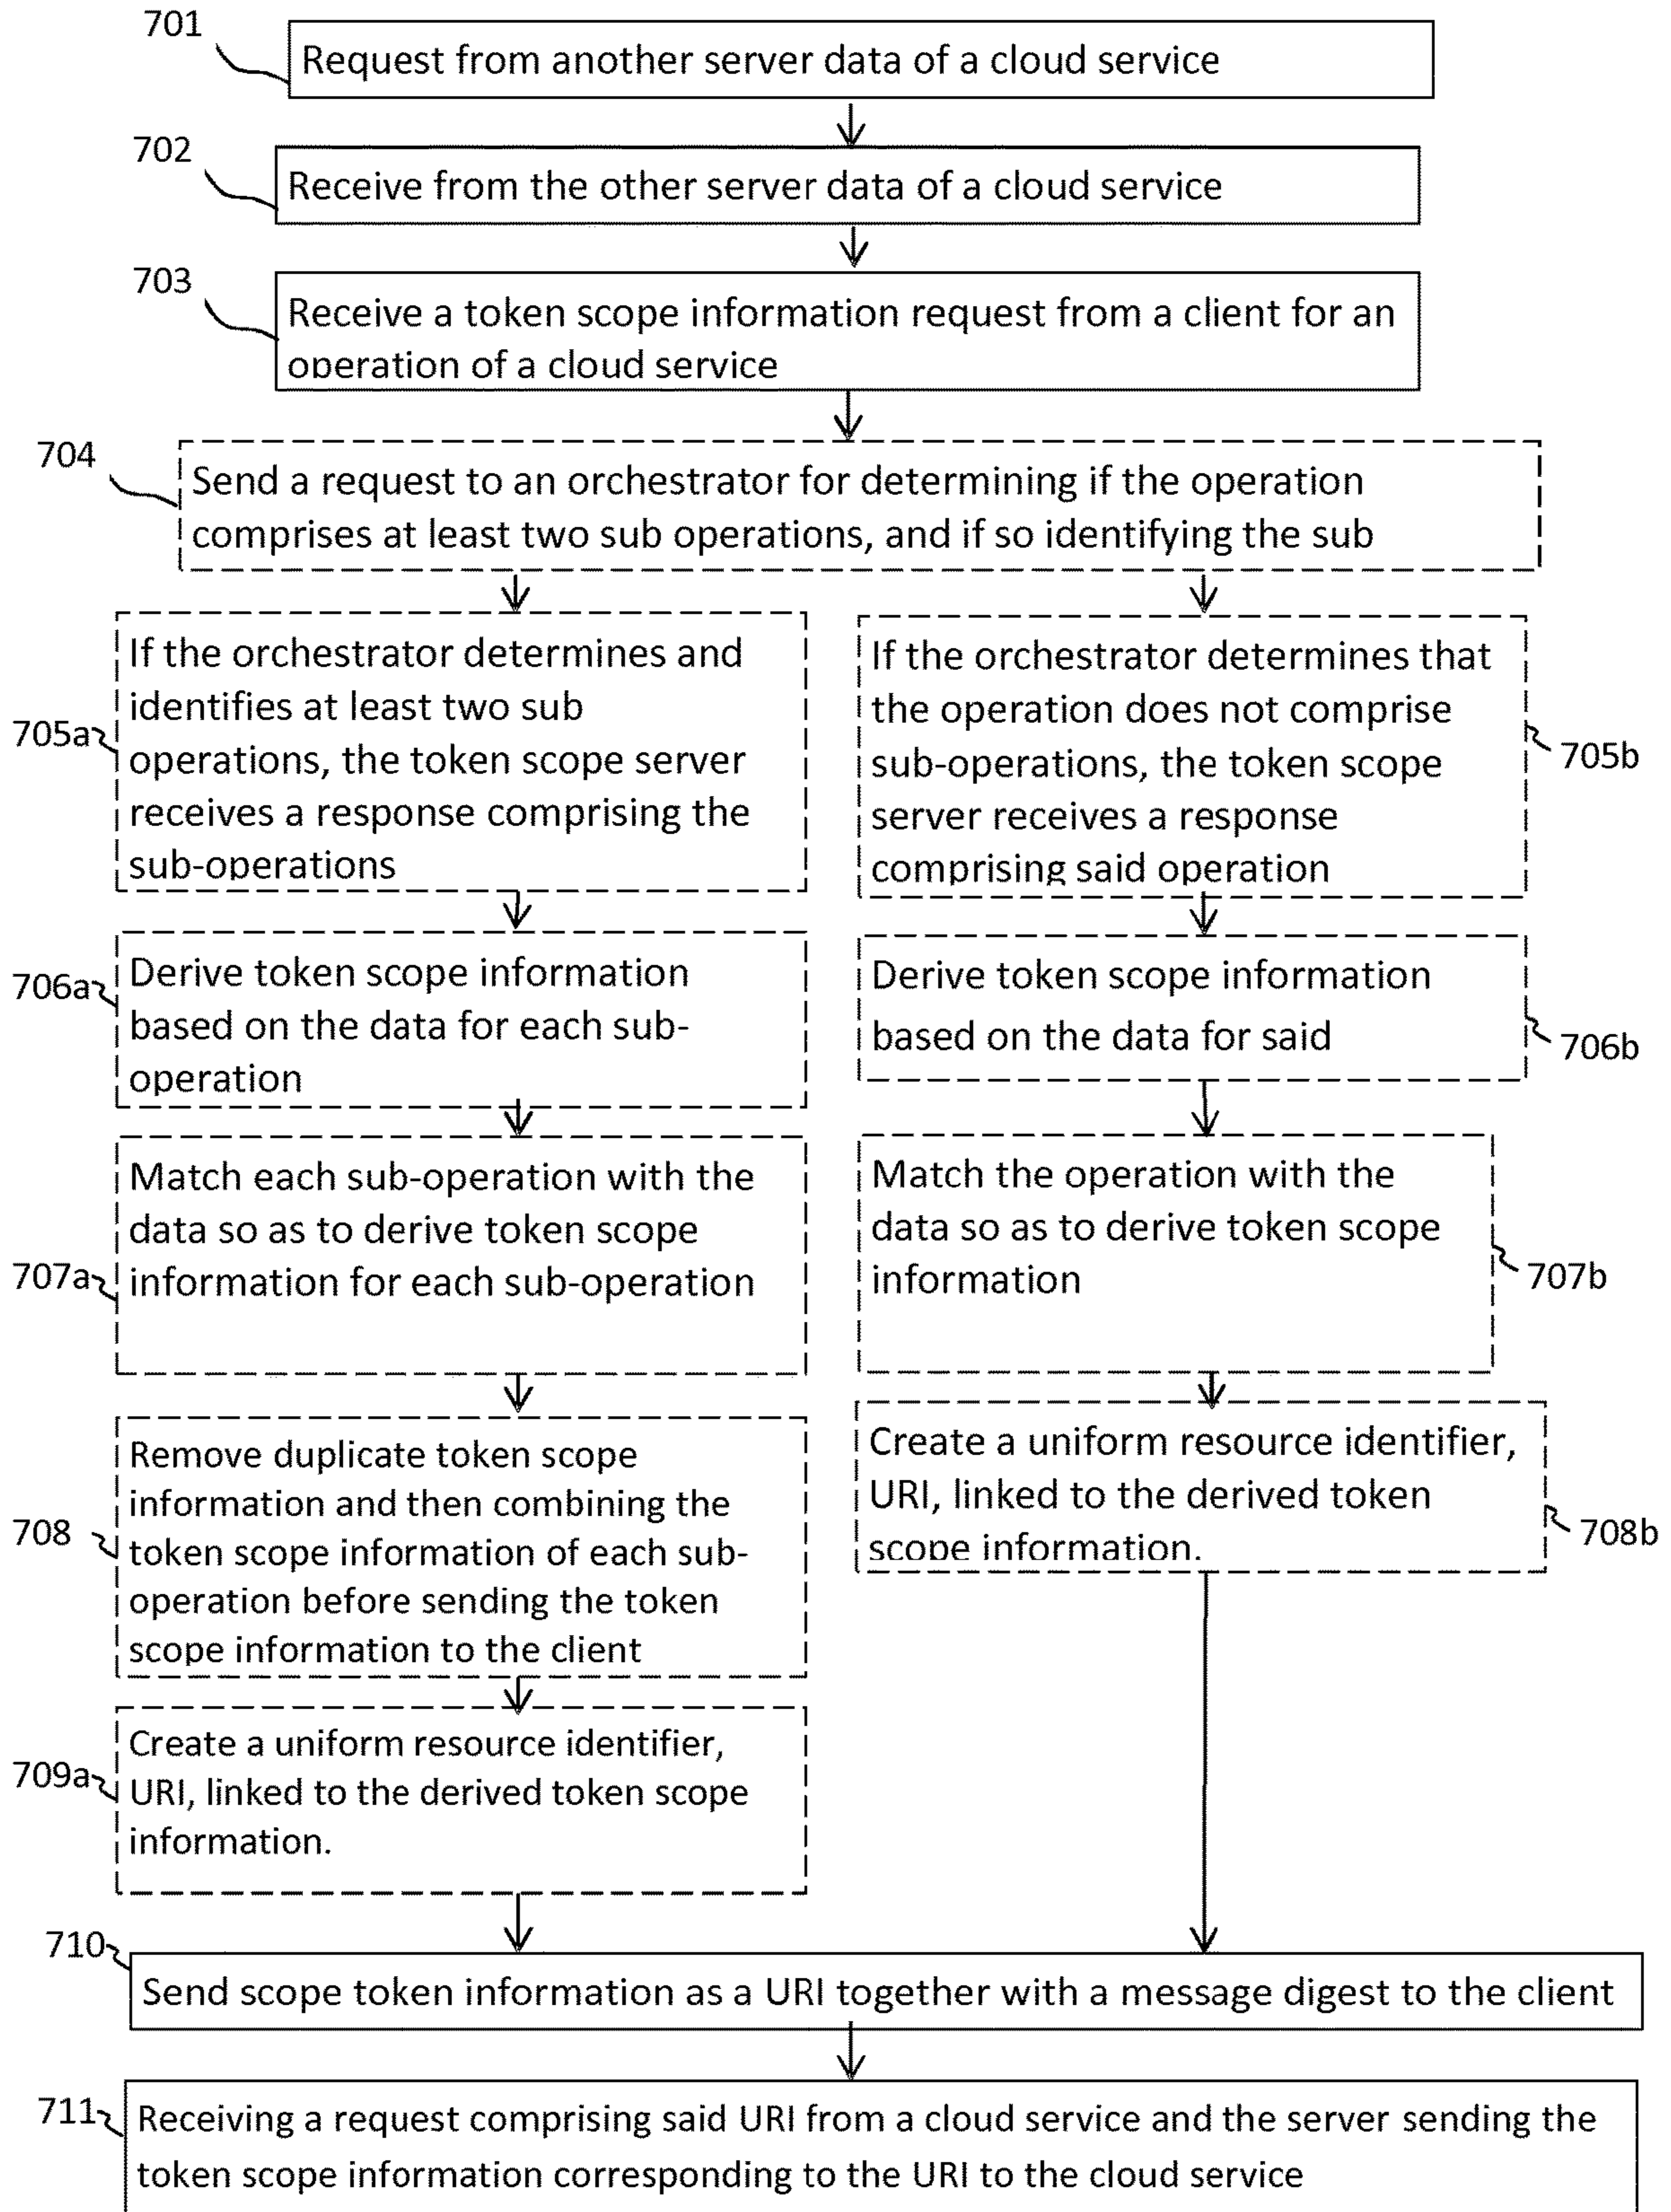 701
Request from another server data of a cloud service
702
Receive from the other server data of a cloud service
703
Receive a token scope information request from a client for an
operation of a cloud service
704
Send a request to an orchestrator for determining if the operation
comprises at least two sub operations, and if so identifying the sub
705a
If the orchestrator determines and
identifies at least two sub
operations, the token scope server
receives a response comprising the
sub-operations
If the orchestrator determines that
the operation does not comprise
sub-operations, the token scope
server receives a response
comprising said operation
705b
706a
Derive token scope information
based on the data for each sub-
operation
Derive token scope information
based on the data for said
706b
707a
Match each sub-operation with the
data so as to derive token scope
information for each sub-operation
Match the operation with the
data so as to derive token scope
information
707b
708
Remove duplicate token scope
information and then combining the
token scope information of each sub-
operation before sending the token
scope information to the client
Create a uniform resource identifier,
URI, linked to the derived token
scope information.
708b
709a
Create a uniform resource identifier,
URI, linked to the derived token scope
information.
710
Send scope token information as a URI together with a message digest to the client
711
Receiving a request comprising said URI from a cloud service and the server sending the
token scope information corresponding to the URI to the cloud service